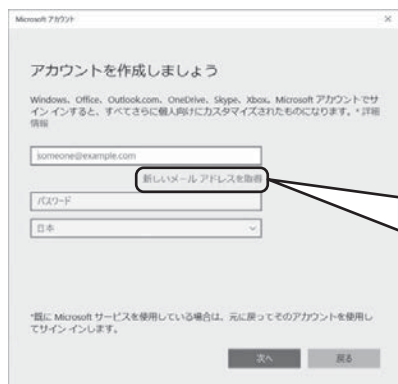 Microsoft アカウント
アカウントを作成しましょう
Windows、Office、Outlook.com、OneDrive、Skype、Xbox。Microsoft アカウントでサ
イン インすると、すべてさらに個人向けにカスタマイズされたものになります。* 詳細
情報
someone@example.com
新しいメール アドレスを取得
パスワード
日本
*既に Microsoft サービスを使用している場合は、元に戻ってそのアカウントを使用し
てサイン インします。
次へ
戻る